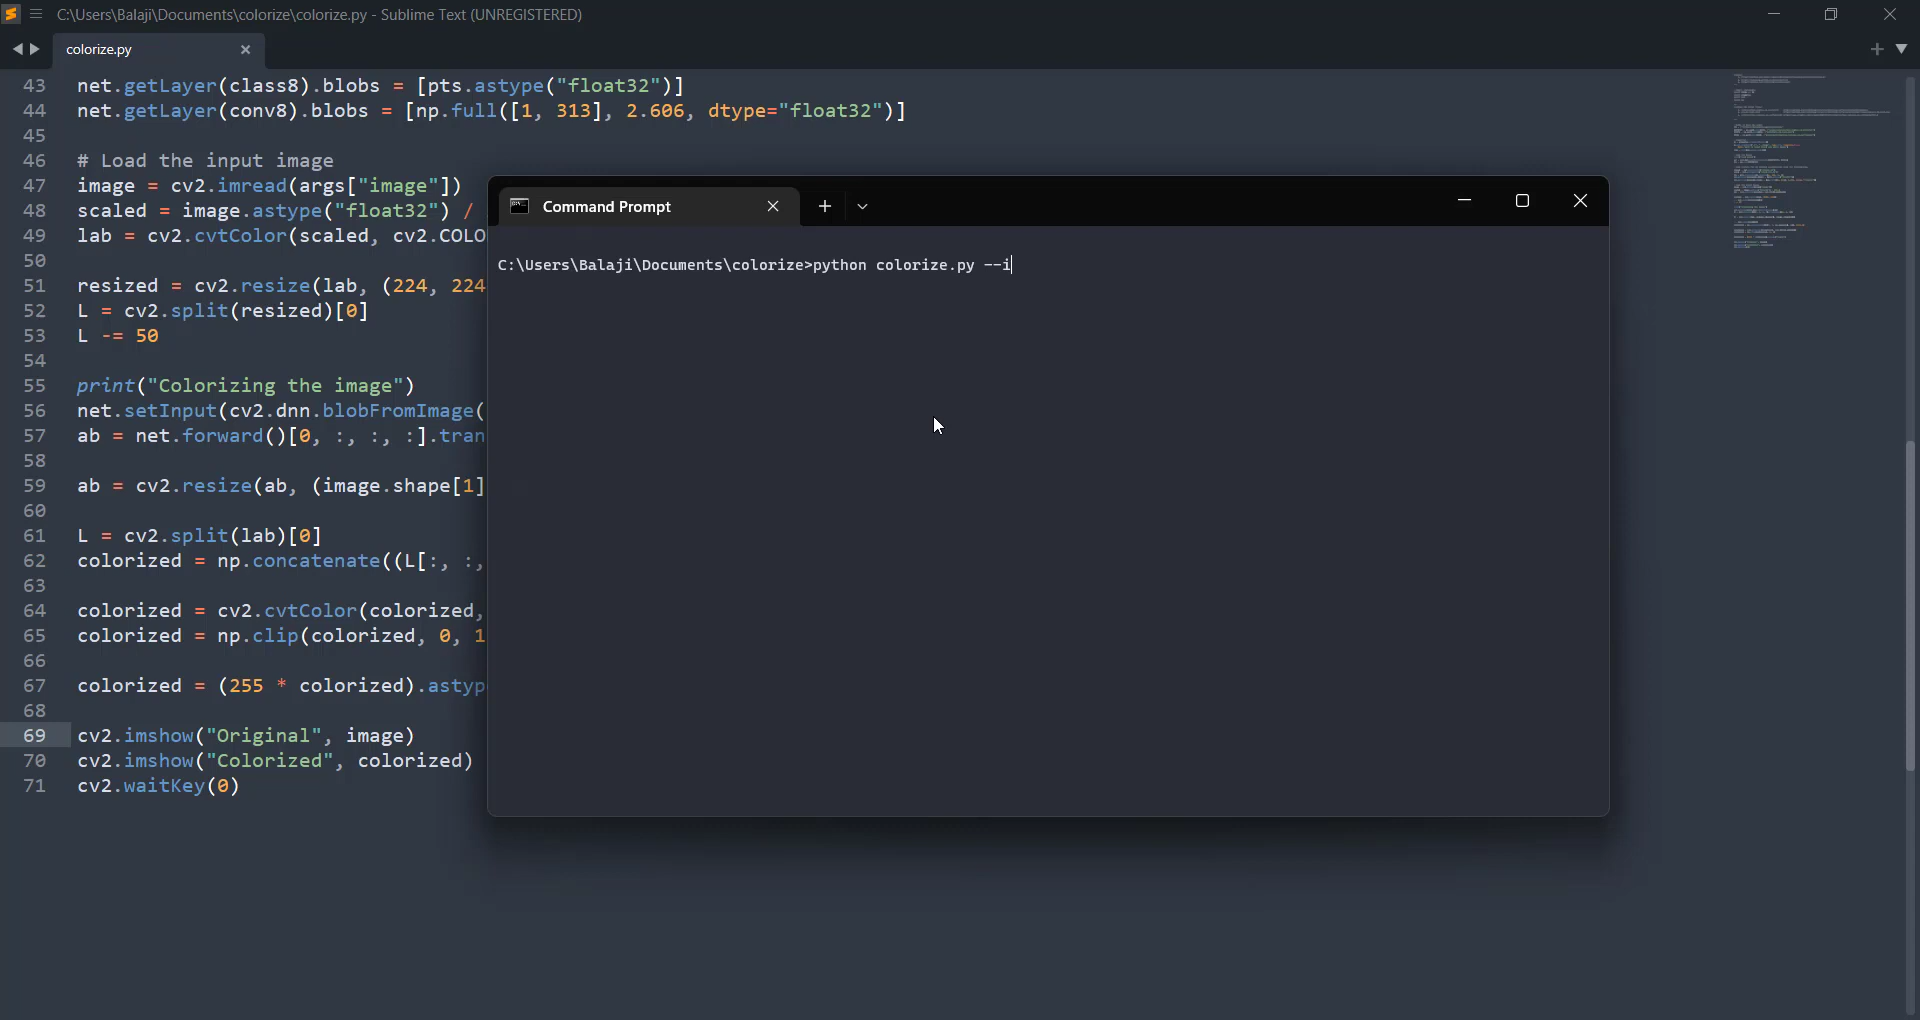 C:\Users\Balaji\Documents\colorize\colorize.py - Sublime Text (UNREGISTERED)
colorize.py
43 net.getLayer(class8).blobs = [pts.astype("float32")]
44 net.getLayer(conv8).blobs = [np.full([1, 313], 2.606, dtype="float32")]
45
46 # Load the input image
47 image = cv2.imread(args["image"])
48 scaled = image.astype("float32") /
49 lab = cv2.cvtColor(scaled, cv2.COLO
50
51 resized = cv2.resize(lab, (224, 224
52 L = cv2.split(resized)[0]
53 L -= 50
54
55 print("Colorizing the image")
56 net.setInput(cv2.dnn.blobFromImage(
57 ab = net.forward()[0, :, :, :].tran
58
59 ab = cv2.resize(ab, (image.shape[1]
60
61 L = cv2.split(lab)[0]
62 colorized = np.concatenate((L[:, :,
63
64 colorized = cv2.cvtColor(colorized,
65 colorized = np.clip(colorized, 0, 1
66
67 colorized = (255 * colorized).astyp
68
69 cv2.imshow("Original", image)
70 cv2.imshow("Colorized", colorized)
71 cv2.waitKey(0)
Command Prompt
C:\Users\Balaji\Documents\colorize>python colorize.py --i